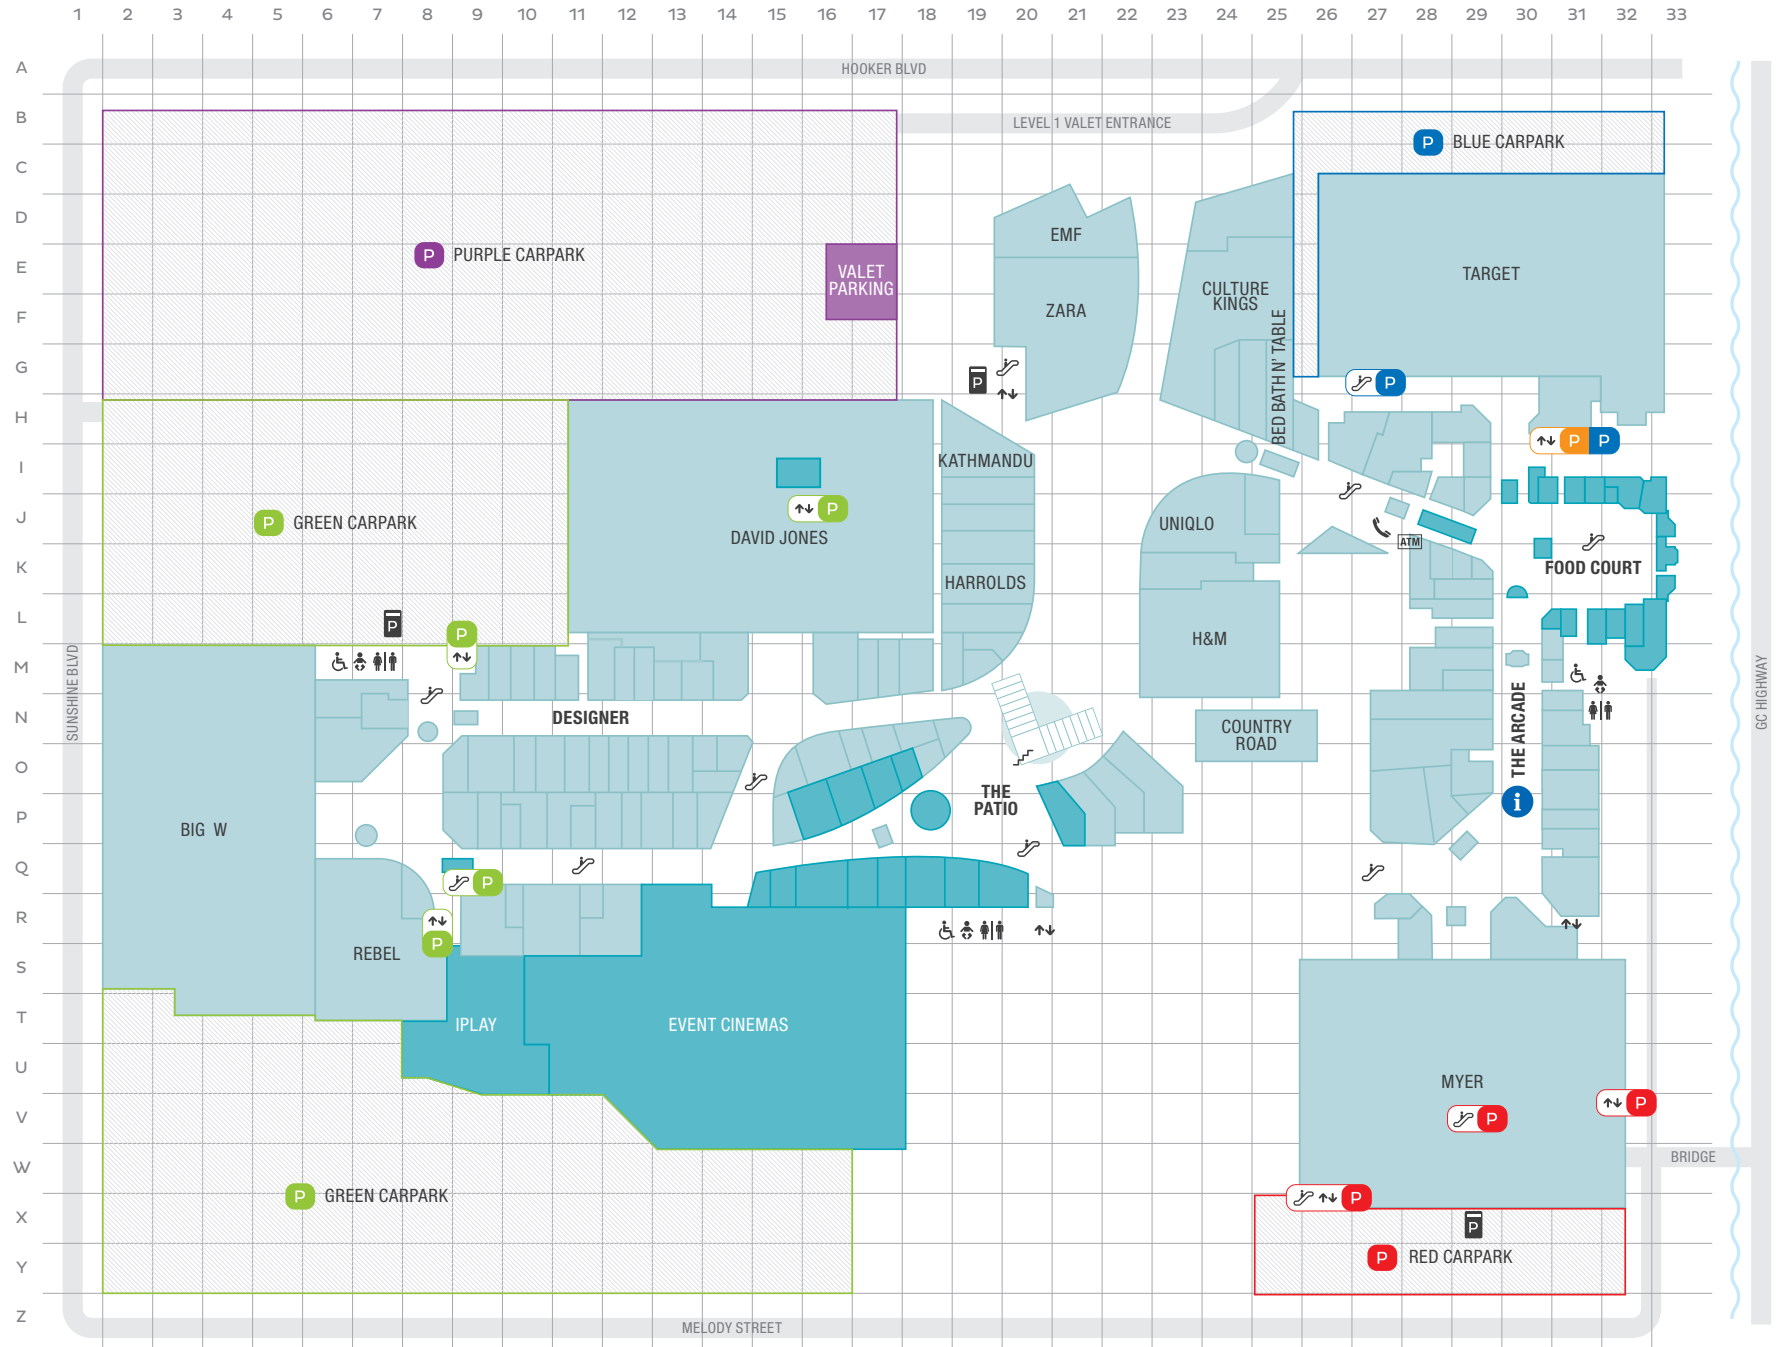 1 2 3 4 5 6 7 8 9 10 11 12 13 14 15 16 17 18 19 20 21 22 23 24 25 26 27 28 29 30 31 32 33
A
B
C
D
E
F
G
H
I
J
K
L
M
N
O
P
Q
R
S
T
U
V
W
X
Y
Z
HOOKER BLVD
LEVEL 1 VALET ENTRANCE
P BLUE CARPARK
P PURPLE CARPARK
VALET
PARKING
EMF
ZARA
CULTURE
KINGS
BED BATH N' TABLE
TARGET
P
P
P P
KATHMANDU
P GREEN CARPARK
P
DAVID JONES
HARROLDS
UNIQLO
ATM
FOOD COURT
P
P
H&M
SUNSHINE BLVD
DESIGNER
COUNTRY
ROAD
THE ARCADE
i
GC HIGHWAY
THE
PATIO
BIG W
P
P
REBEL
IPLAY
EVENT CINEMAS
MYER
P
P
BRIDGE
P GREEN CARPARK
P
P
P RED CARPARK
MELODY STREET